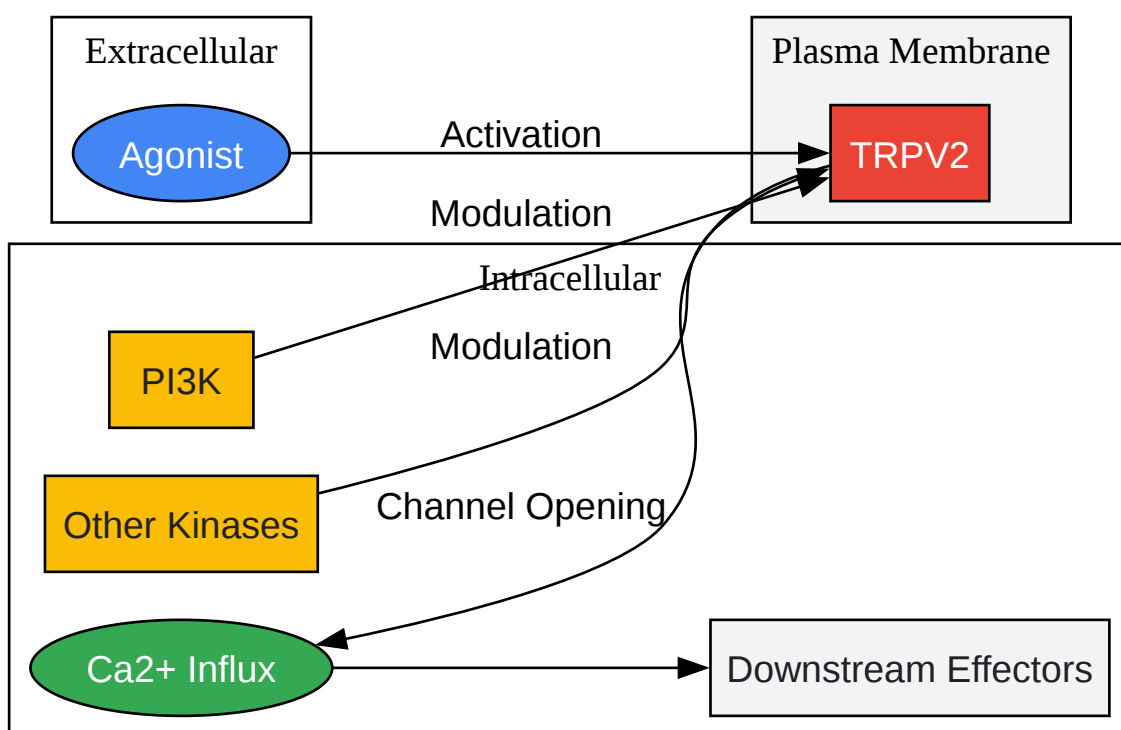 Extracellular
Plasma Membrane
Agonist
Activation
TRPV2
Modulation
Intracellular
Modulation
PI3K
Channel Opening
Other Kinases
Ca2+ Influx
Downstream Effectors